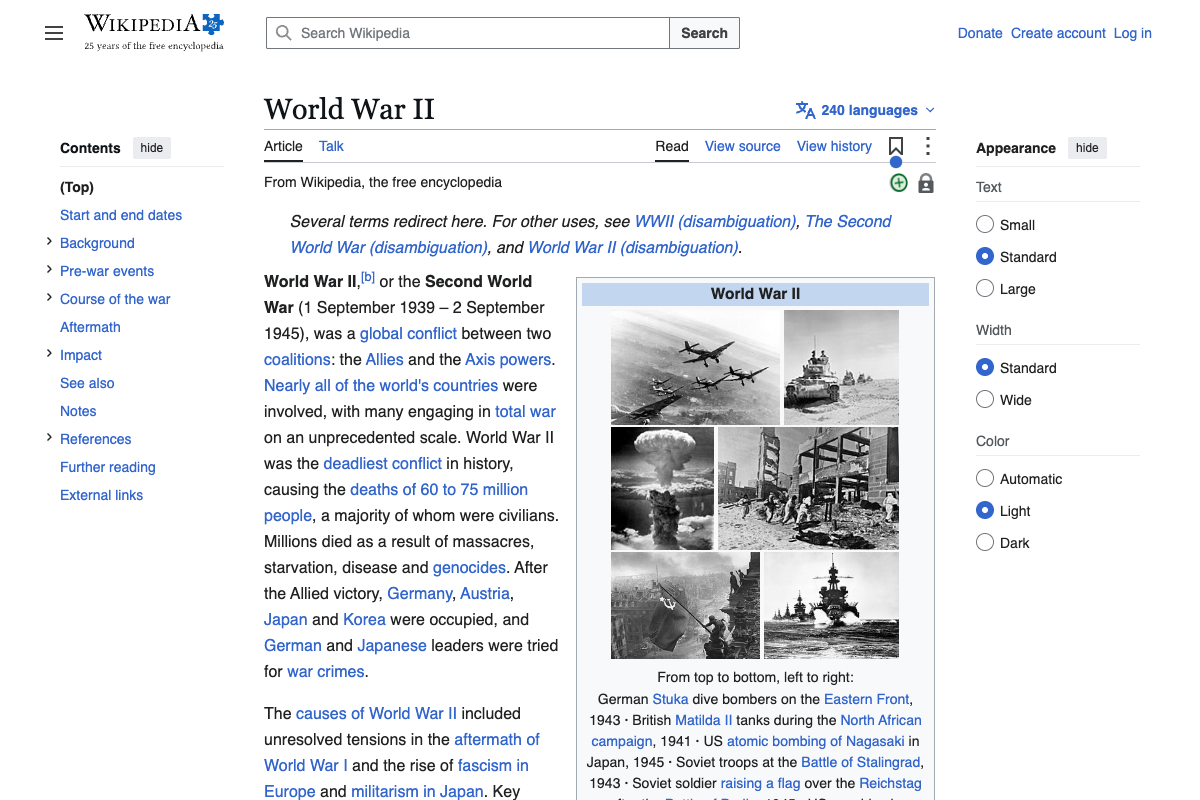 WIKIPEDIA 25
25 years of the free encyclopedia
Search Wikipedia
Search
Donate Create account Log in
Contents hide
(Top)
Start and end dates
Background
Pre-war events
Course of the war
Aftermath
Impact
See also
Notes
References
Further reading
External links
World War II
240 languages
Article Talk
Read View source View history
From Wikipedia, the free encyclopedia
Several terms redirect here. For other uses, see WWII (disambiguation), The Second
World War (disambiguation), and World War II (disambiguation).
World War II,[b] or the Second World
War (1 September 1939 – 2 September
1945), was a global conflict between two
coalitions: the Allies and the Axis powers.
Nearly all of the world's countries were
involved, with many engaging in total war
on an unprecedented scale. World War II
was the deadliest conflict in history,
causing the deaths of 60 to 75 million
people, a majority of whom were civilians.
Millions died as a result of massacres,
starvation, disease and genocides. After
the Allied victory, Germany, Austria,
Japan and Korea were occupied, and
German and Japanese leaders were tried
for war crimes.
The causes of World War II included
unresolved tensions in the aftermath of
World War I and the rise of fascism in
Europe and militarism in Japan. Key
World War II
From top to bottom, left to right:
German Stuka dive bombers on the Eastern Front,
1943 · British Matilda II tanks during the North African
campaign, 1941 · US atomic bombing of Nagasaki in
Japan, 1945 · Soviet troops at the Battle of Stalingrad,
1943 · Soviet soldier raising a flag over the Reichstag
Appearance hide
Text
Small
Standard
Large
Width
Standard
Wide
Color
Automatic
Light
Dark